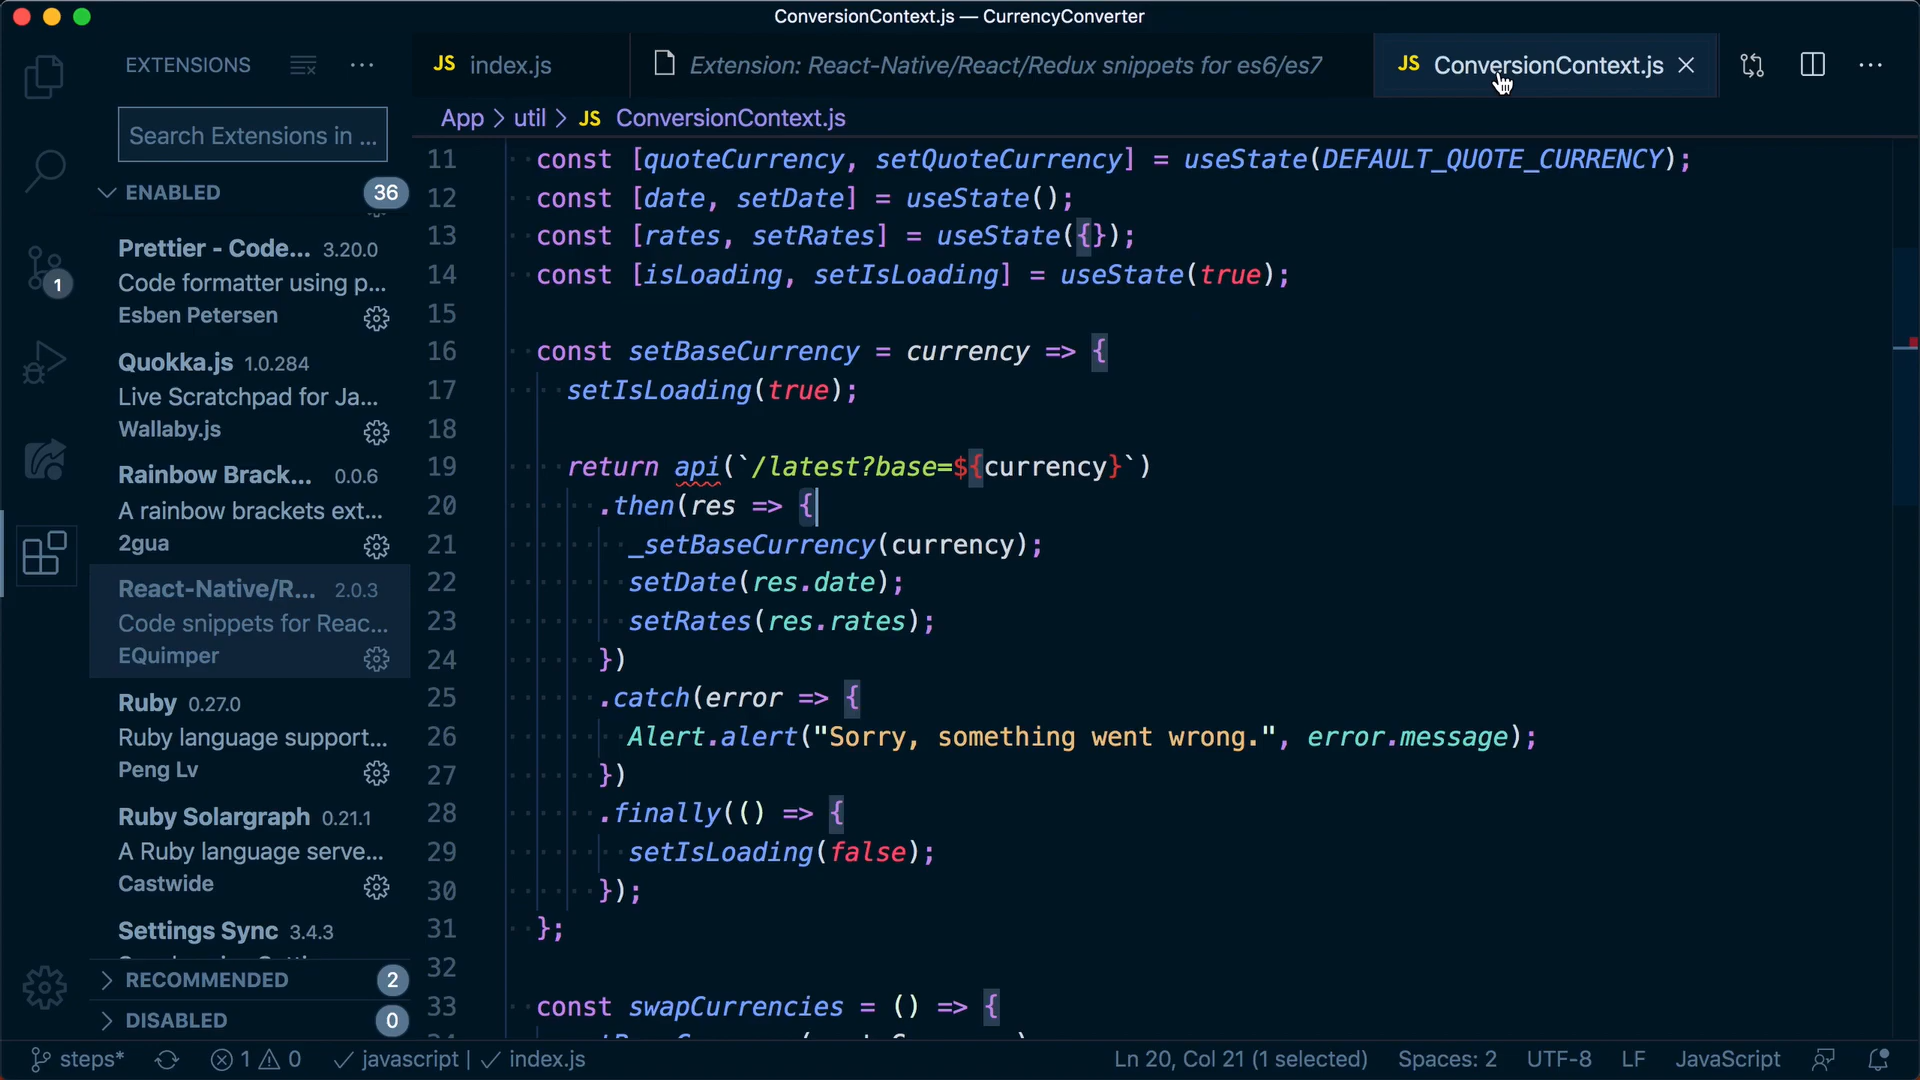 ConversionContext.js — CurrencyConverter
EXTENSIONS
JS index.js
Extension: React-Native/React/Redux snippets for es6/es7
JS ConversionContext.js
Search Extensions in ...
App > util > JS ConversionContext.js
ENABLED 36
Prettier - Code... 3.20.0
Code formatter using p...
Esben Petersen
Quokka.js 1.0.284
Live Scratchpad for Ja...
Wallaby.js
Rainbow Brack... 0.0.6
A rainbow brackets ext...
2gua
React-Native/R... 2.0.3
Code snippets for Reac...
EQuimper
Ruby 0.27.0
Ruby language support...
Peng Lv
Ruby Solargraph 0.21.1
A Ruby language serve...
Castwide
Settings Sync 3.4.3
RECOMMENDED 2
DISABLED 0
1
11 const [quoteCurrency, setQuoteCurrency] = useState(DEFAULT_QUOTE_CURRENCY);
12 const [date, setDate] = useState();
13 const [rates, setRates] = useState({});
14 const [isLoading, setIsLoading] = useState(true);
15
16 const setBaseCurrency = currency => {
17 setIsLoading(true);
18
19 return api(`/latest?base=${currency}`)
20 .then(res => {
21 _setBaseCurrency(currency);
22 setDate(res.date);
23 setRates(res.rates);
24 })
25 .catch(error => {
26 Alert.alert("Sorry, something went wrong.", error.message);
27 })
28 .finally(() => {
29 setIsLoading(false);
30 });
31 };
32
33 const swapCurrencies = () => {
steps* 1 0 ✓ javascript | ✓ index.js Ln 20, Col 21 (1 selected) Spaces: 2 UTF-8 LF JavaScript